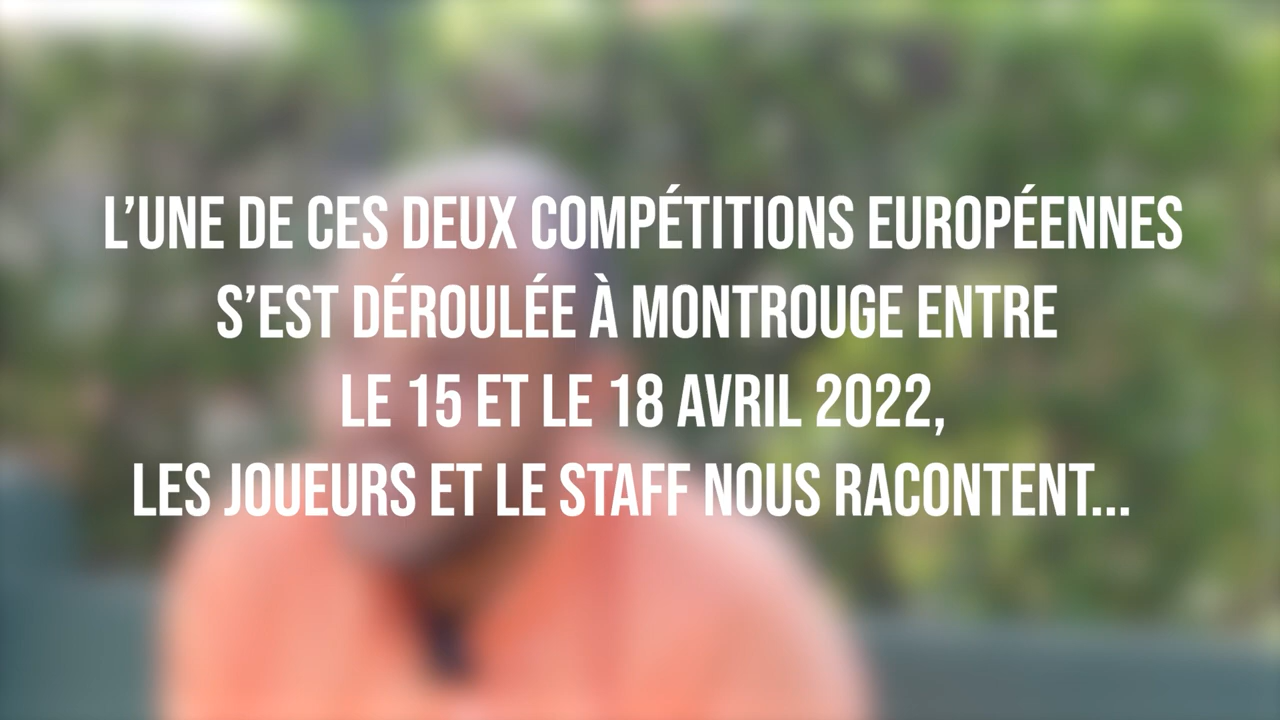 L’UNE DE CES DEUX COMPÉTITIONS EUROPÉENNES
S’EST DÉROULÉE À MONTROUGE ENTRE
LE 15 ET LE 18 AVRIL 2022,
LES JOUEURS ET LE STAFF NOUS RACONTENT...